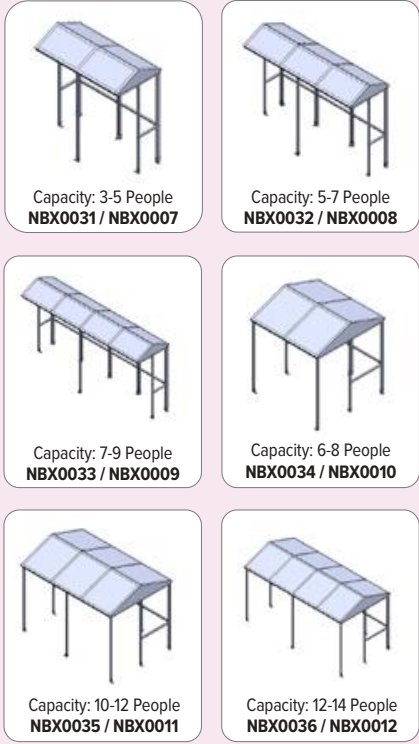 Capacity: 3-5 People
NBX0031 / NBX0007
Capacity: 5-7 People
NBX0032 / NBX0008
Capacity: 7-9 People
NBX0033 / NBX0009
Capacity: 6-8 People
NBX0034 / NBX0010
Capacity: 10-12 People
NBX0035 / NBX0011
Capacity: 12-14 People
NBX0036 / NBX0012